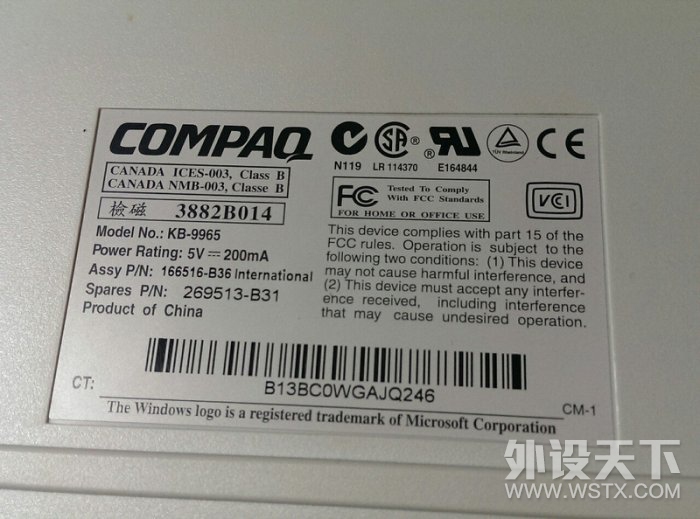 COMPAQ
N119 LR 114370 E164844
CANADA ICES-003, Class B
CANADA NMB-003, Classe B
檢磁 3882B014
Model No.: KB-9965
Power Rating: 5V ⎓ 200mA
Assy P/N: 166516-B36 International
Spares P/N: 269513-B31
Product of China
FC Tested To Comply
With FCC Standards
FOR HOME OR OFFICE USE
VCCI
This device complies with part 15 of the
FCC rules. Operation is subject to the
following two conditions: (1) This device
may not cause harmful interference, and
(2) This device must accept any interfer-
ence received, including interference
that may cause undesired operation.
CT: B13BC0WGAJQ246
CM-1
The Windows logo is a registered trademark of Microsoft Corporation
外设天下
WWW.WSTX.COM